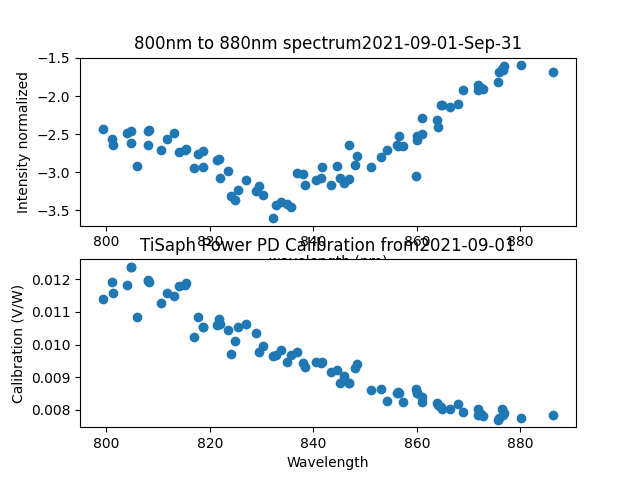 800nm to 880nm spectrum2021-09-01-Sep-31
−1.5
−2.0
−2.5
−3.0
−3.5
Intensity normalized
800 820 840 860 880
wavelength (nm)
TiSaph Power PD Calibration from2021-09-01
0.012
0.011
0.010
0.009
0.008
Calibration (V/W)
800 820 840 860 880
Wavelength